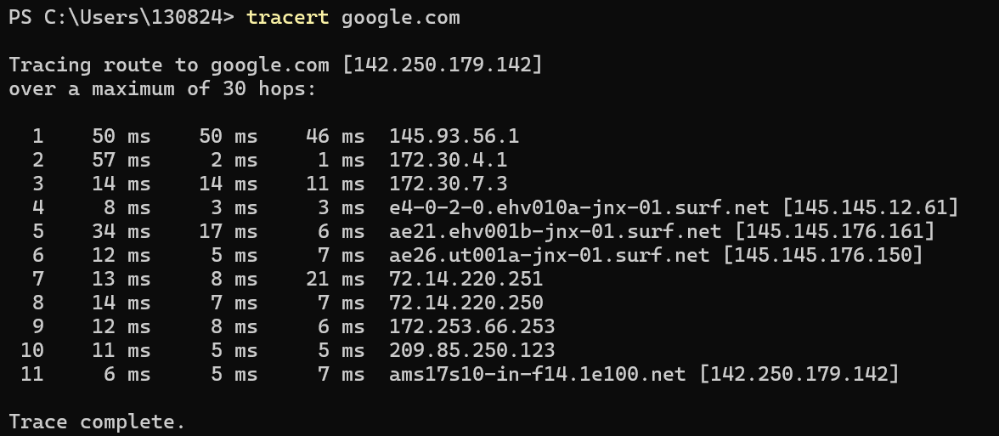 PS C:\Users\130824> tracert google.com
Tracing route to google.com [142.250.179.142]
over a maximum of 30 hops:
1 50 ms 50 ms 46 ms 145.93.56.1
2 57 ms 2 ms 1 ms 172.30.4.1
3 14 ms 14 ms 11 ms 172.30.7.3
4 8 ms 3 ms 3 ms e4-0-2-0.ehv010a-jnx-01.surf.net [145.145.12.61]
5 34 ms 17 ms 6 ms ae21.ehv001b-jnx-01.surf.net [145.145.176.161]
6 12 ms 5 ms 7 ms ae26.ut001a-jnx-01.surf.net [145.145.176.150]
7 13 ms 8 ms 21 ms 72.14.220.251
8 14 ms 7 ms 7 ms 72.14.220.250
9 12 ms 8 ms 6 ms 172.253.66.253
10 11 ms 5 ms 5 ms 209.85.250.123
11 6 ms 5 ms 7 ms ams17s10-in-f14.1e100.net [142.250.179.142]
Trace complete.